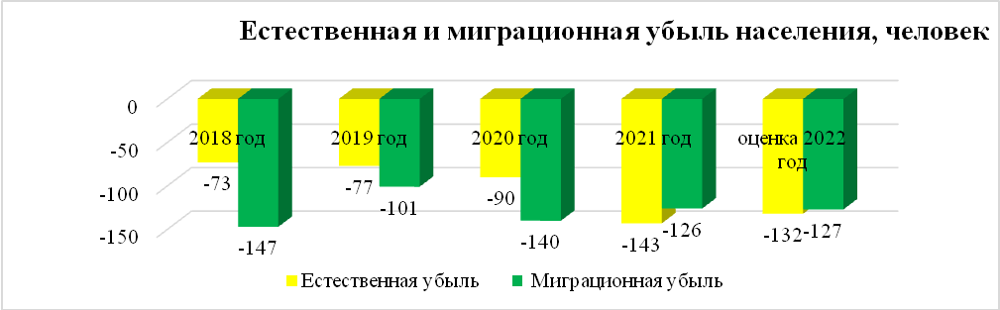 Естественная и миграционная убыль населения, человек
0
-50
-100
-150
2018 год
2019 год
2020 год
2021 год
оценка 2022
год
-73
-147
-77
-101
-90
-140
-143
-126
-132
-127
Естественная убыль
Миграционная убыль